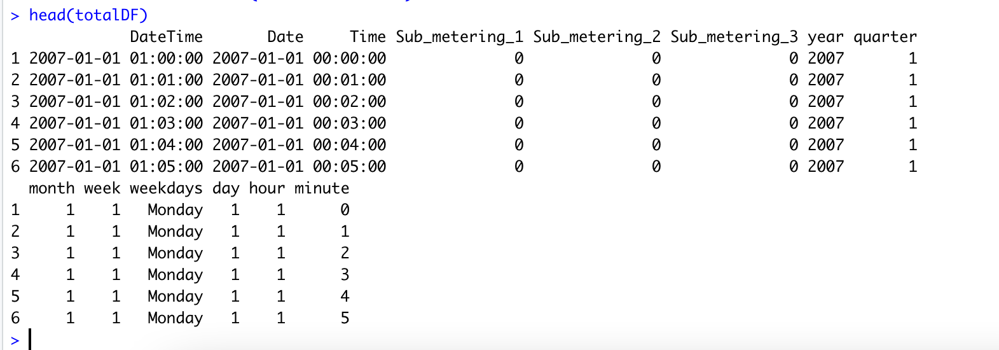 > head(totalDF)
DateTime Date Time Sub_metering_1 Sub_metering_2 Sub_metering_3 year quarter
1 2007-01-01 01:00:00 2007-01-01 00:00:00 0 0 0 2007 1
2 2007-01-01 01:01:00 2007-01-01 00:01:00 0 0 0 2007 1
3 2007-01-01 01:02:00 2007-01-01 00:02:00 0 0 0 2007 1
4 2007-01-01 01:03:00 2007-01-01 00:03:00 0 0 0 2007 1
5 2007-01-01 01:04:00 2007-01-01 00:04:00 0 0 0 2007 1
6 2007-01-01 01:05:00 2007-01-01 00:05:00 0 0 0 2007 1
month week weekdays day hour minute
1 1 1 Monday 1 1 0
2 1 1 Monday 1 1 1
3 1 1 Monday 1 1 2
4 1 1 Monday 1 1 3
5 1 1 Monday 1 1 4
6 1 1 Monday 1 1 5
>